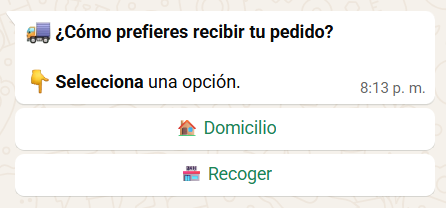 🚚 ¿Cómo prefieres recibir tu pedido?
👇 Selecciona una opción.
8:13 p. m.
🏠 Domicilio
🏪 Recoger